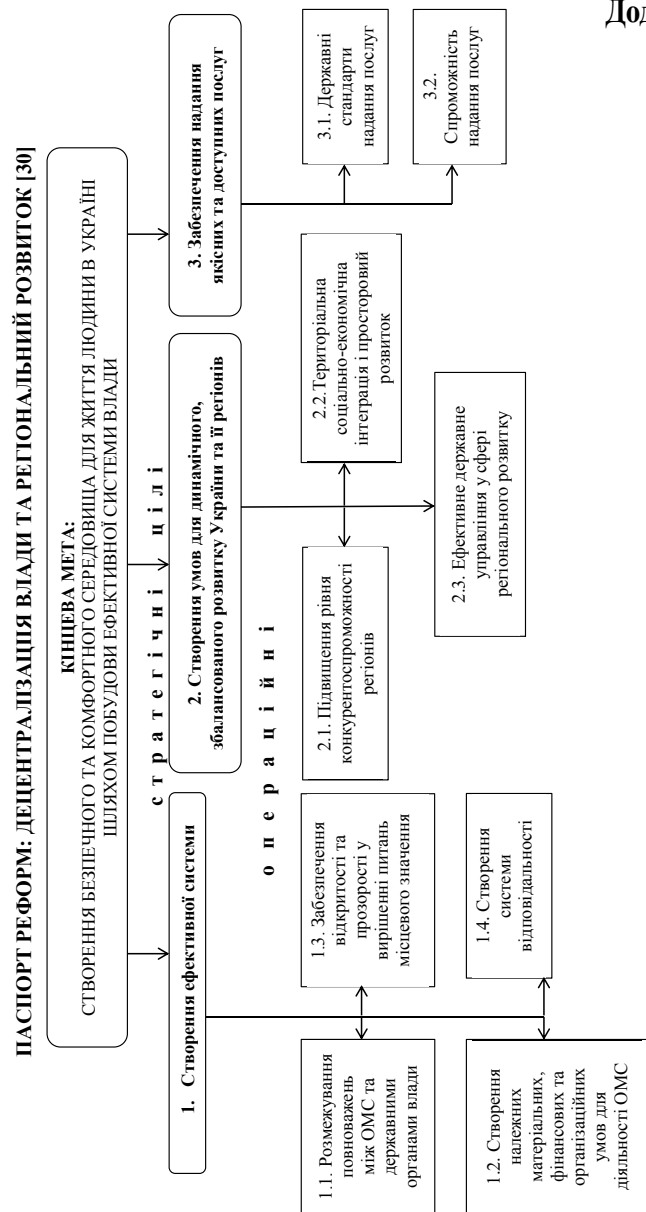 Дод
ПАСПОРТ РЕФОРМ: ДЕЦЕНТРАЛІЗАЦІЯ ВЛАДИ ТА РЕГІОНАЛЬНИЙ РОЗВИТОК [30]
КІНЦЕВА МЕТА:
СТВОРЕННЯ БЕЗПЕЧНОГО ТА КОМФОРТНОГО СЕРЕДОВИЩА ДЛЯ ЖИТТЯ ЛЮДИНИ В УКРАЇНІ
ШЛЯХОМ ПОБУДОВИ ЕФЕКТИВНОЇ СИСТЕМИ ВЛАДИ
стратегічні цілі
1. Створення ефективної системи
2. Створення умов для динамічного,
збалансованого розвитку України та її регіонів
3. Забезпечення надання
якісних та доступних послуг
операційні
1.1. Розмежування
повноважень
між ОМС та
державними
органами влади
1.3. Забезпечення
відкритості та
прозорості у
вирішенні питань
місцевого значення
1.2. Створення
належних
матеріальних,
фінансових та
організаційних
умов для
діяльності ОМС
1.4. Створення
системи
відповідальності
2.1. Підвищення рівня
конкурентоспроможності
регіонів
2.2.Територіальна
соціально-економічна
інтеграція і просторовий
розвиток
2.3. Ефективне державне
управління у сфері
регіонального розвитку
3.1. Державні
стандарти
надання послуг
3.2.
Спроможність
надання послуг